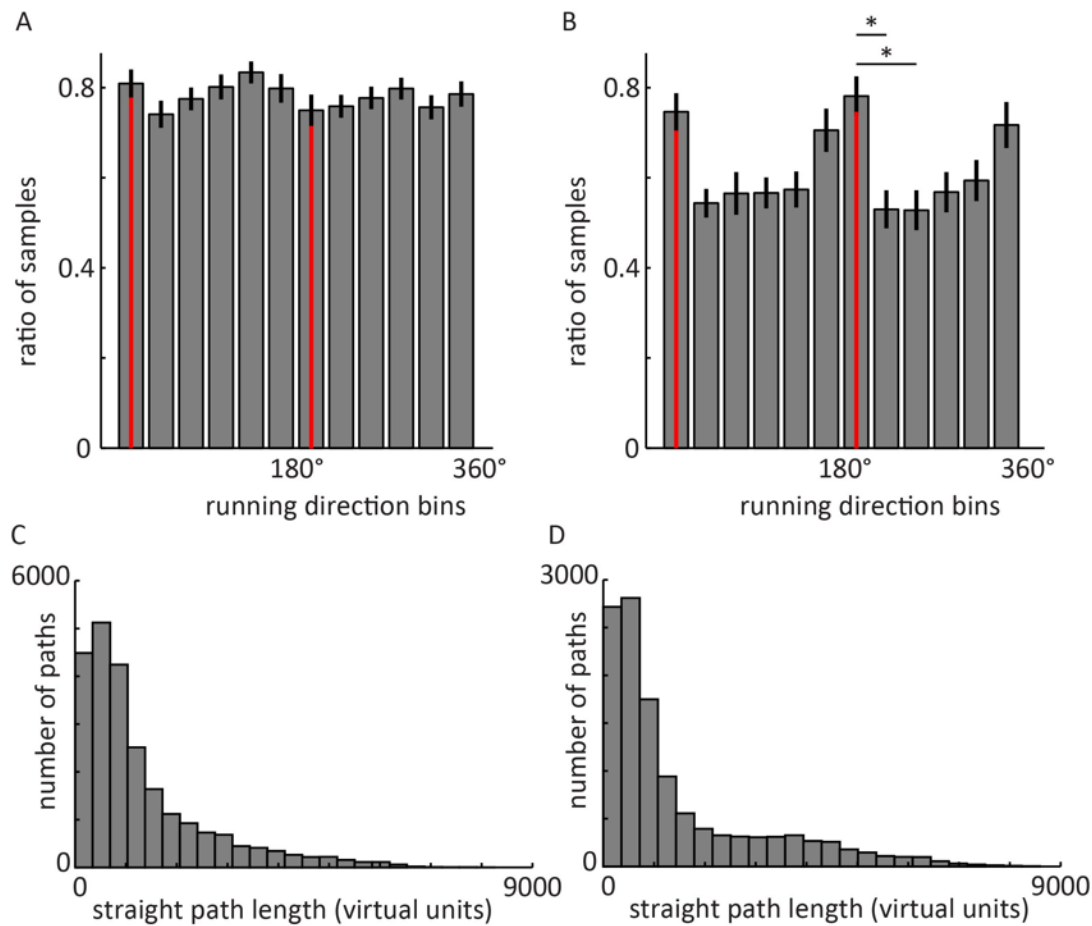 A
0.8
0.4
0
ratio of samples
180°
360°
running direction bins
B
*
*
0.8
0.4
0
ratio of samples
180°
360°
running direction bins
C
6000
0
number of paths
0
9000
straight path length (virtual units)
D
3000
0
number of paths
0
9000
straight path length (virtual units)